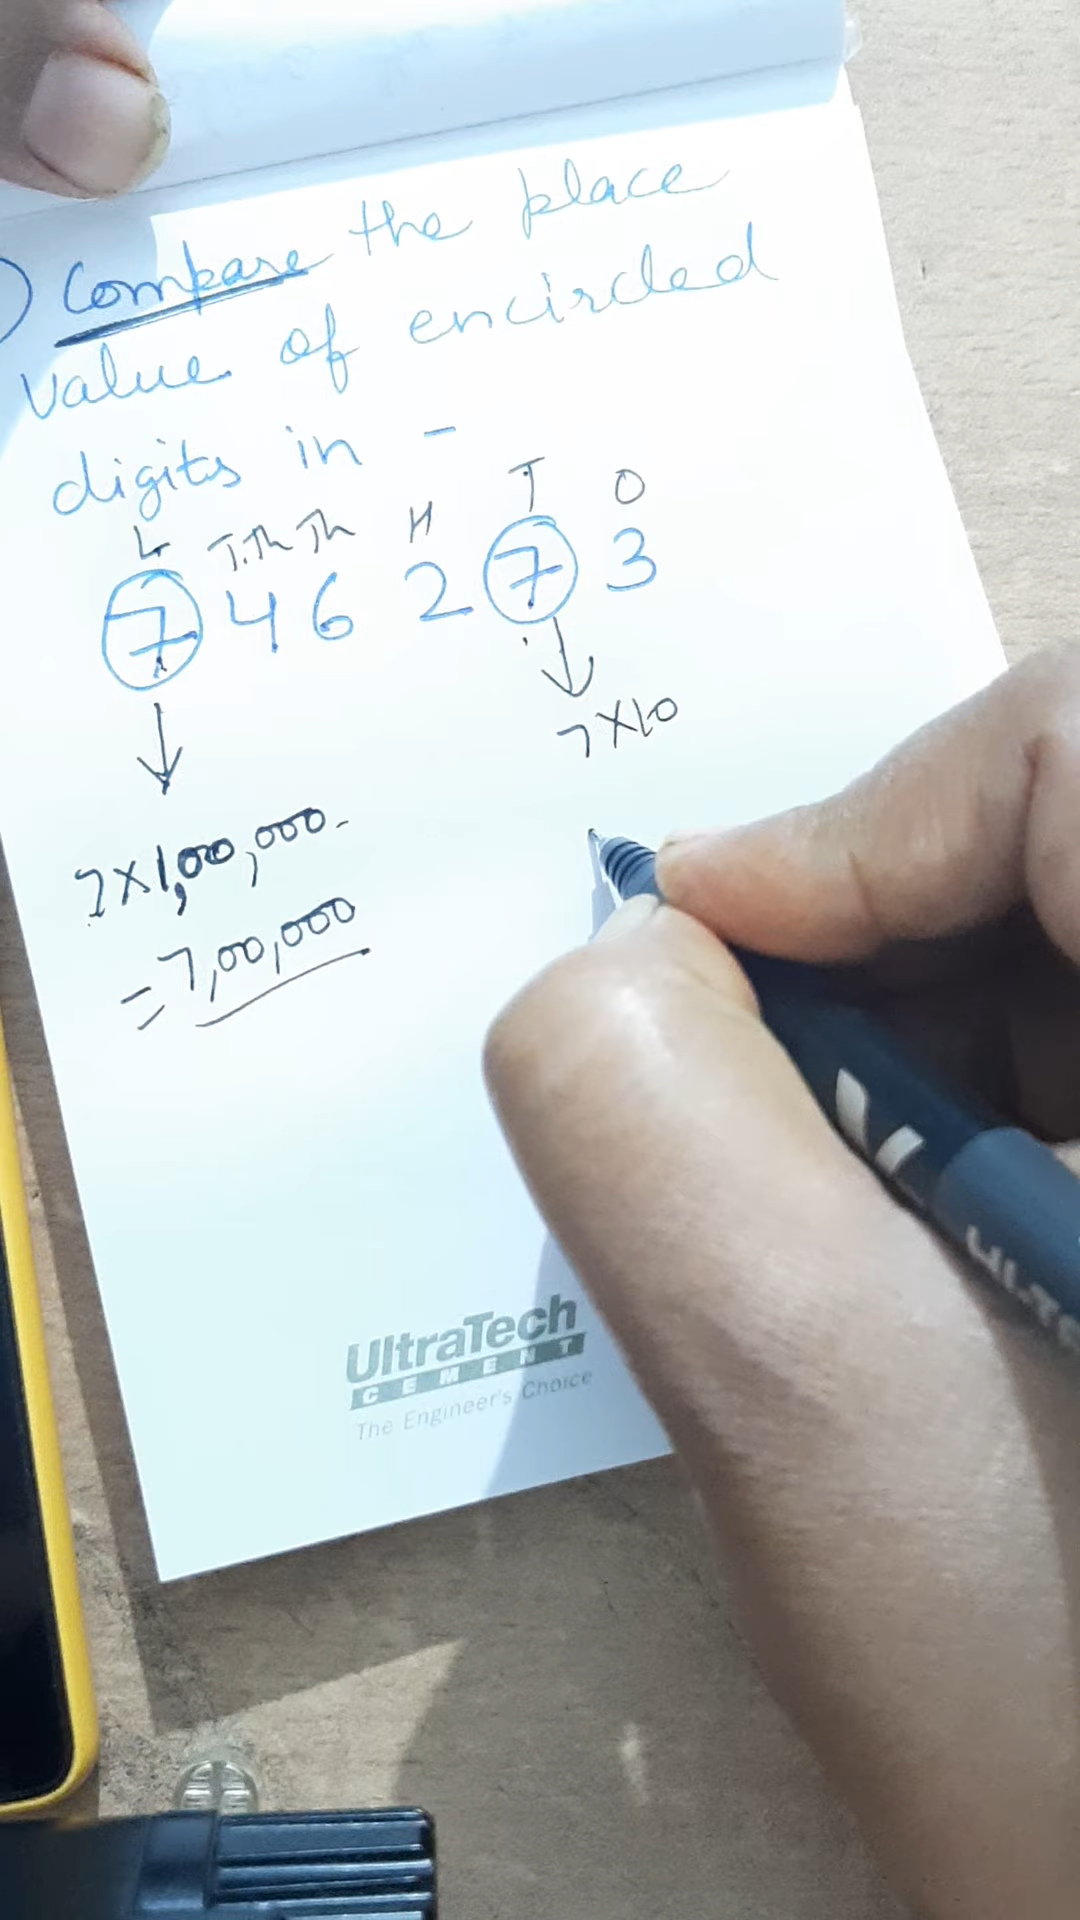 ) Compare the place
value of encircled
digits in -
L T.Th Th H T O
7 4 6 2 7 3
7×10
7×1,00,000
=7,00,000
UltraTech
CEMENT
The Engineer's Choice